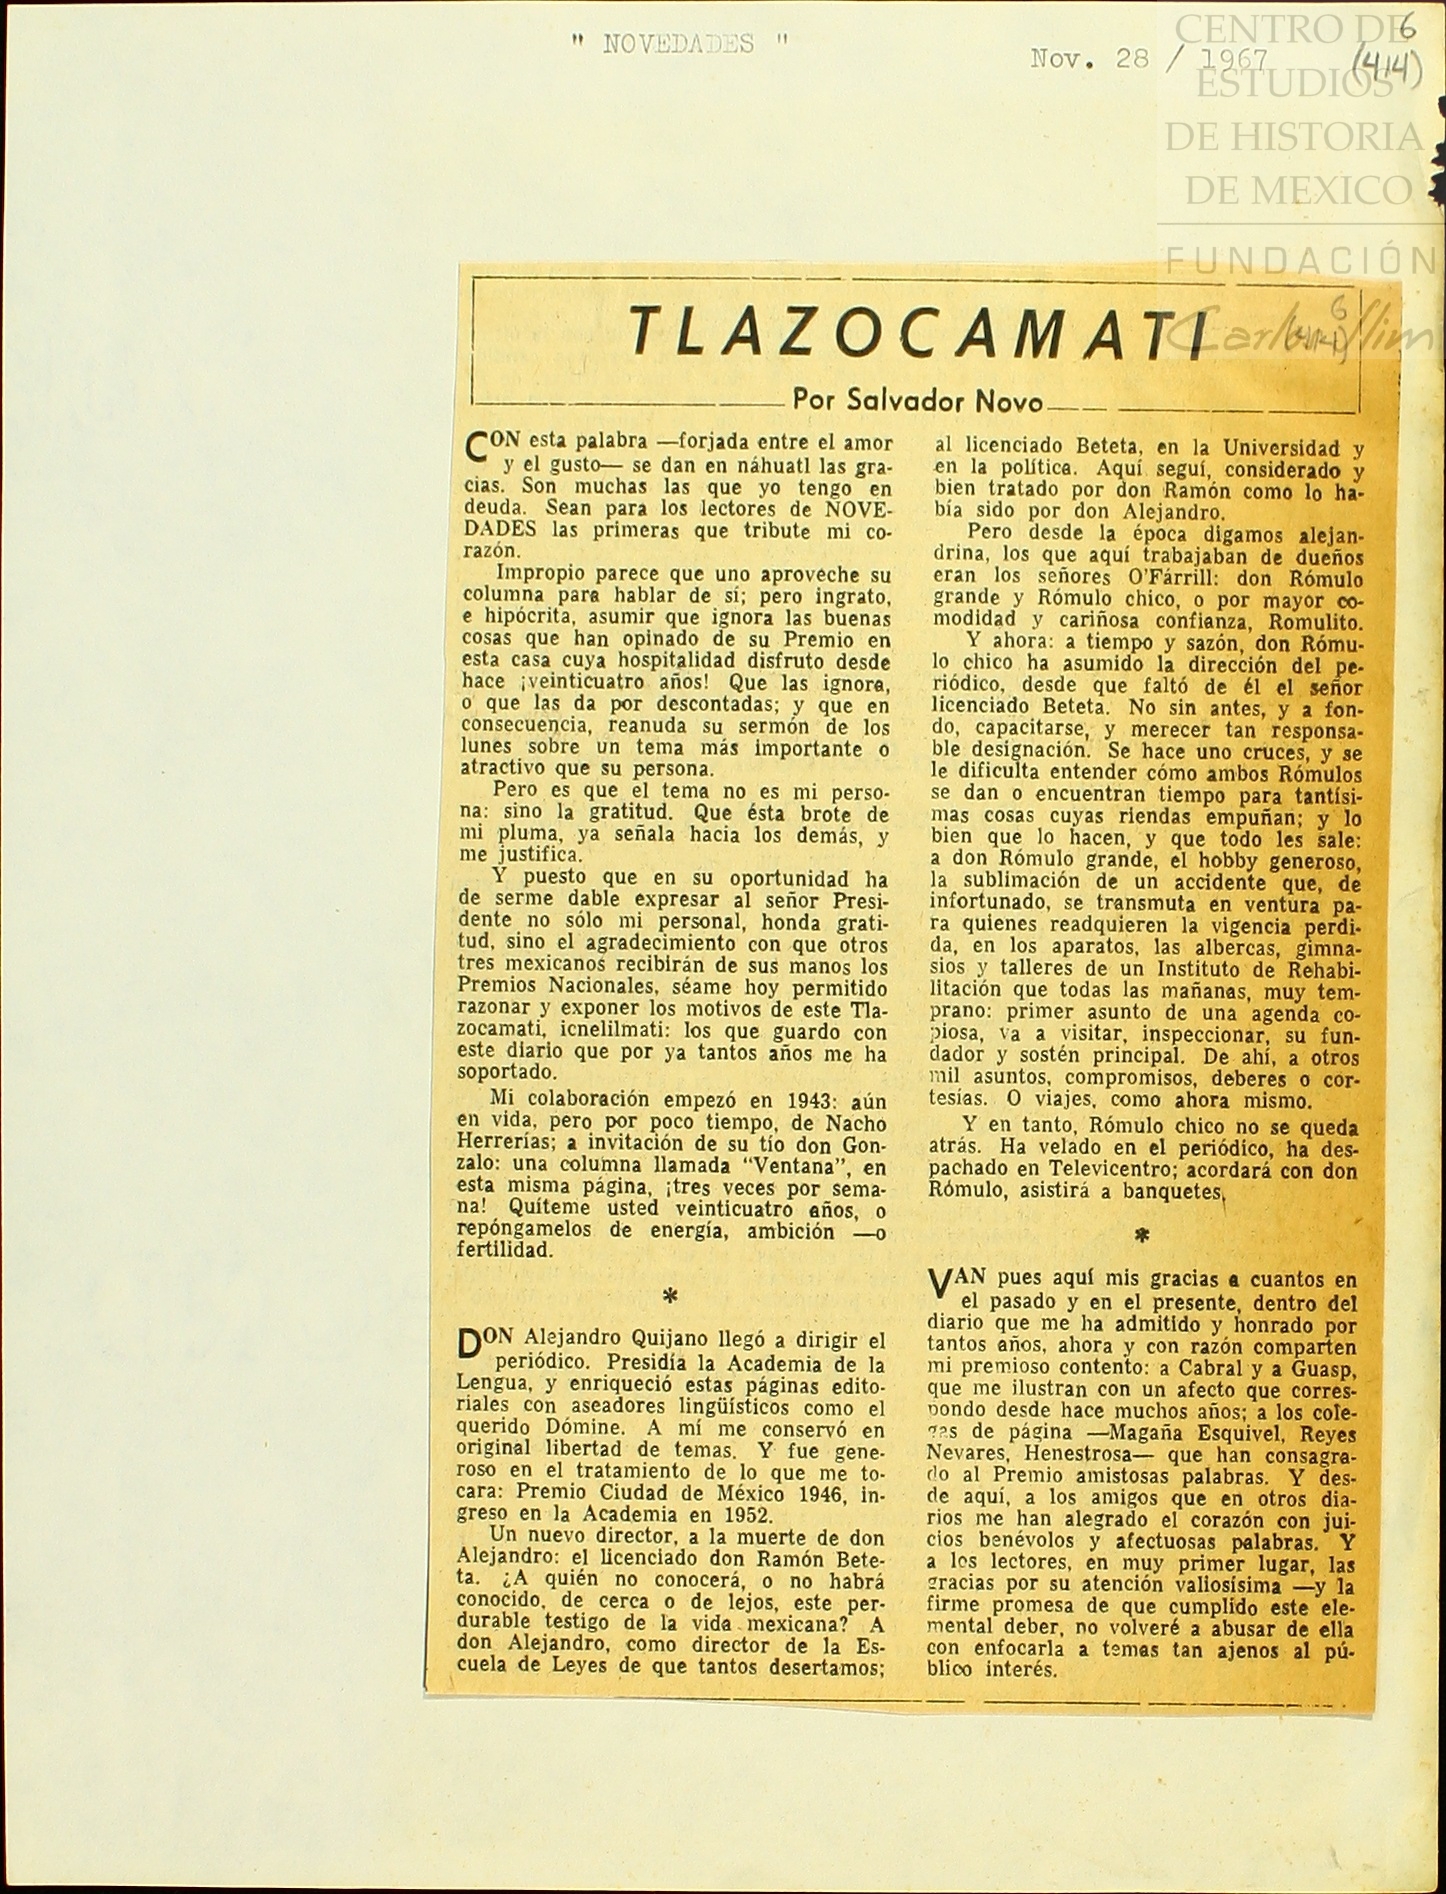 " NOVEDADES "
Nov. 28 / 1967
6
(414)
CENTRO DE
ESTUDIOS
DE HISTORIA
DE MEXICO
FUNDACIÓN
Carlos Slim
6
(414)
TLAZOCAMATI
Por Salvador Novo
CON esta palabra —forjada entre el amor
y el gusto— se dan en náhuatl las gra-
cias. Son muchas las que yo tengo en
deuda. Sean para los lectores de NOVE-
DADES las primeras que tribute mi co-
razón.
Impropio parece que uno aproveche su
columna para hablar de sí; pero ingrato,
e hipócrita, asumir que ignora las buenas
cosas que han opinado de su Premio en
esta casa cuya hospitalidad disfruto desde
hace ¡veinticuatro años! Que las ignora,
o que las da por descontadas; y que en
consecuencia, reanuda su sermón de los
lunes sobre un tema más importante o
atractivo que su persona.
Pero es que el tema no es mi perso-
na: sino la gratitud. Que ésta brote de
mi pluma, ya señala hacia los demás, y
me justifica.
Y puesto que en su oportunidad ha
de serme dable expresar al señor Presi-
dente no sólo mi personal, honda grati-
tud, sino el agradecimiento con que otros
tres mexicanos recibirán de sus manos los
Premios Nacionales, séame hoy permitido
razonar y exponer los motivos de este Tla-
zocamati, icnelilmati: los que guardo con
este diario que por ya tantos años me ha
soportado.
Mi colaboración empezó en 1943: aún
en vida, pero por poco tiempo, de Nacho
Herrerías; a invitación de su tío don Gon-
zalo: una columna llamada "Ventana", en
esta misma página, ¡tres veces por sema-
na! Quíteme usted veinticuatro años, o
repóngamelos de energía, ambición —o
fertilidad.
*
DON Alejandro Quijano llegó a dirigir el
periódico. Presidía la Academia de la
Lengua, y enriqueció estas páginas edito-
riales con aseadores lingüísticos como el
querido Dómine. A mí me conservó en
original libertad de temas. Y fue gene-
roso en el tratamiento de lo que me to-
cara: Premio Ciudad de México 1946, in-
greso en la Academia en 1952.
Un nuevo director, a la muerte de don
Alejandro: el licenciado don Ramón Bete-
ta. ¿A quién no conocerá, o no habrá
conocido, de cerca o de lejos, este per-
durable testigo de la vida mexicana? A
don Alejandro, como director de la Es-
cuela de Leyes de que tantos desertamos;
al licenciado Beteta, en la Universidad y
en la política. Aquí seguí, considerado y
bien tratado por don Ramón como lo ha-
bía sido por don Alejandro.
Pero desde la época digamos alejan-
drina, los que aquí trabajaban de dueños
eran los señores O'Fárrill: don Rómulo
grande y Rómulo chico, o por mayor co-
modidad y cariñosa confianza, Romulito.
Y ahora: a tiempo y sazón, don Rómu-
lo chico ha asumido la dirección del pe-
riódico, desde que faltó de él el señor
licenciado Beteta. No sin antes, y a fon-
do, capacitarse, y merecer tan responsa-
ble designación. Se hace uno cruces, y se
le dificulta entender cómo ambos Rómulos
se dan o encuentran tiempo para tantísi-
mas cosas cuyas riendas empuñan; y lo
bien que lo hacen, y que todo les sale:
a don Rómulo grande, el hobby generoso,
la sublimación de un accidente que, de
infortunado, se transmuta en ventura pa-
ra quienes readquieren la vigencia perdi-
da, en los aparatos, las albercas, gimna-
sios y talleres de un Instituto de Rehabi-
litación que todas las mañanas, muy tem-
prano: primer asunto de una agenda co-
piosa, va a visitar, inspeccionar, su fun-
dador y sostén principal. De ahí, a otros
mil asuntos, compromisos, deberes o cor-
tesías. O viajes, como ahora mismo.
Y en tanto, Rómulo chico no se queda
atrás. Ha velado en el periódico, ha des-
pachado en Televicentro; acordará con don
Rómulo, asistirá a banquetes,
*
VAN pues aquí mis gracias a cuantos en
el pasado y en el presente, dentro del
diario que me ha admitido y honrado por
tantos años, ahora y con razón comparten
mi premioso contento: a Cabral y a Guasp,
que me ilustran con un afecto que corres-
pondo desde hace muchos años; a los cole-
gas de página —Magaña Esquivel, Reyes
Nevares, Henestrosa— que han consagra-
do al Premio amistosas palabras. Y des-
de aquí, a los amigos que en otros dia-
rios me han alegrado el corazón con jui-
cios benévolos y afectuosas palabras. Y
a los lectores, en muy primer lugar, las
gracias por su atención valiosísima —y la
firme promesa de que cumplido este ele-
mental deber, no volveré a abusar de ella
con enfocarla a temas tan ajenos al pú-
blico interés.